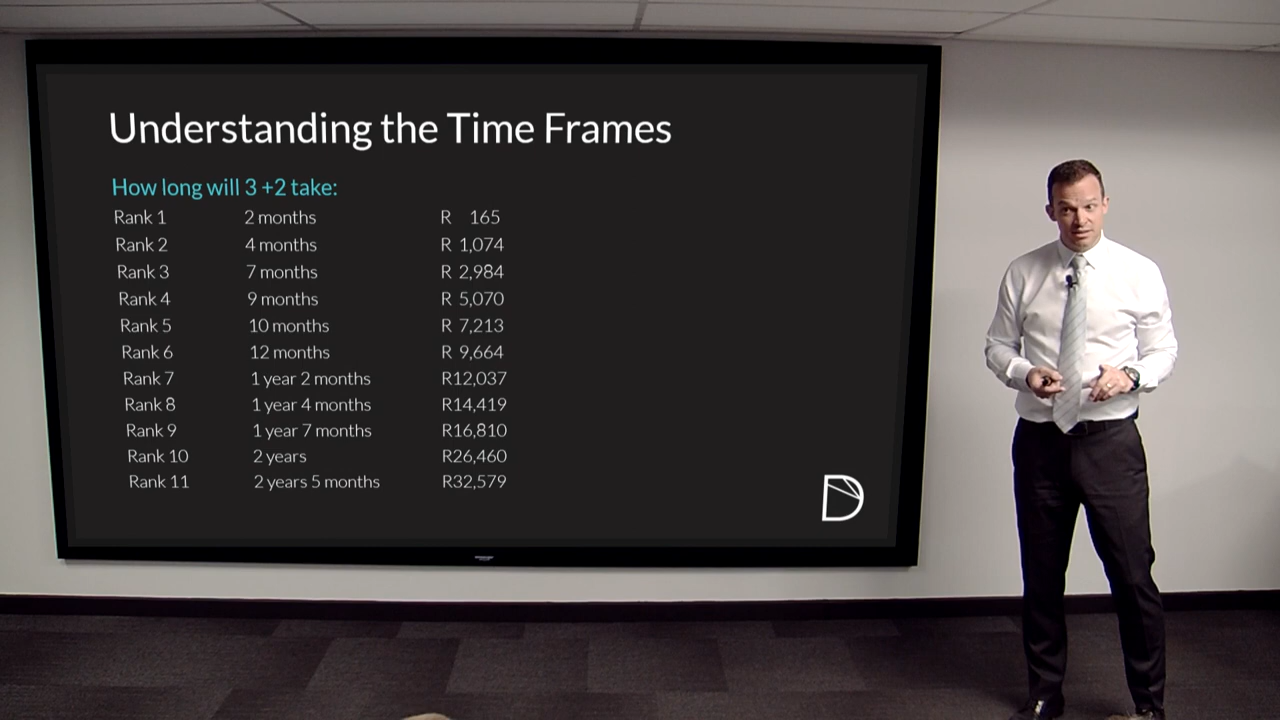 Understanding the Time Frames
How long will 3 +2 take:
Rank 1 2 months R 165
Rank 2 4 months R 1,074
Rank 3 7 months R 2,984
Rank 4 9 months R 5,070
Rank 5 10 months R 7,213
Rank 6 12 months R 9,664
Rank 7 1 year 2 months R12,037
Rank 8 1 year 4 months R14,419
Rank 9 1 year 7 months R16,810
Rank 10 2 years R26,460
Rank 11 2 years 5 months R32,579